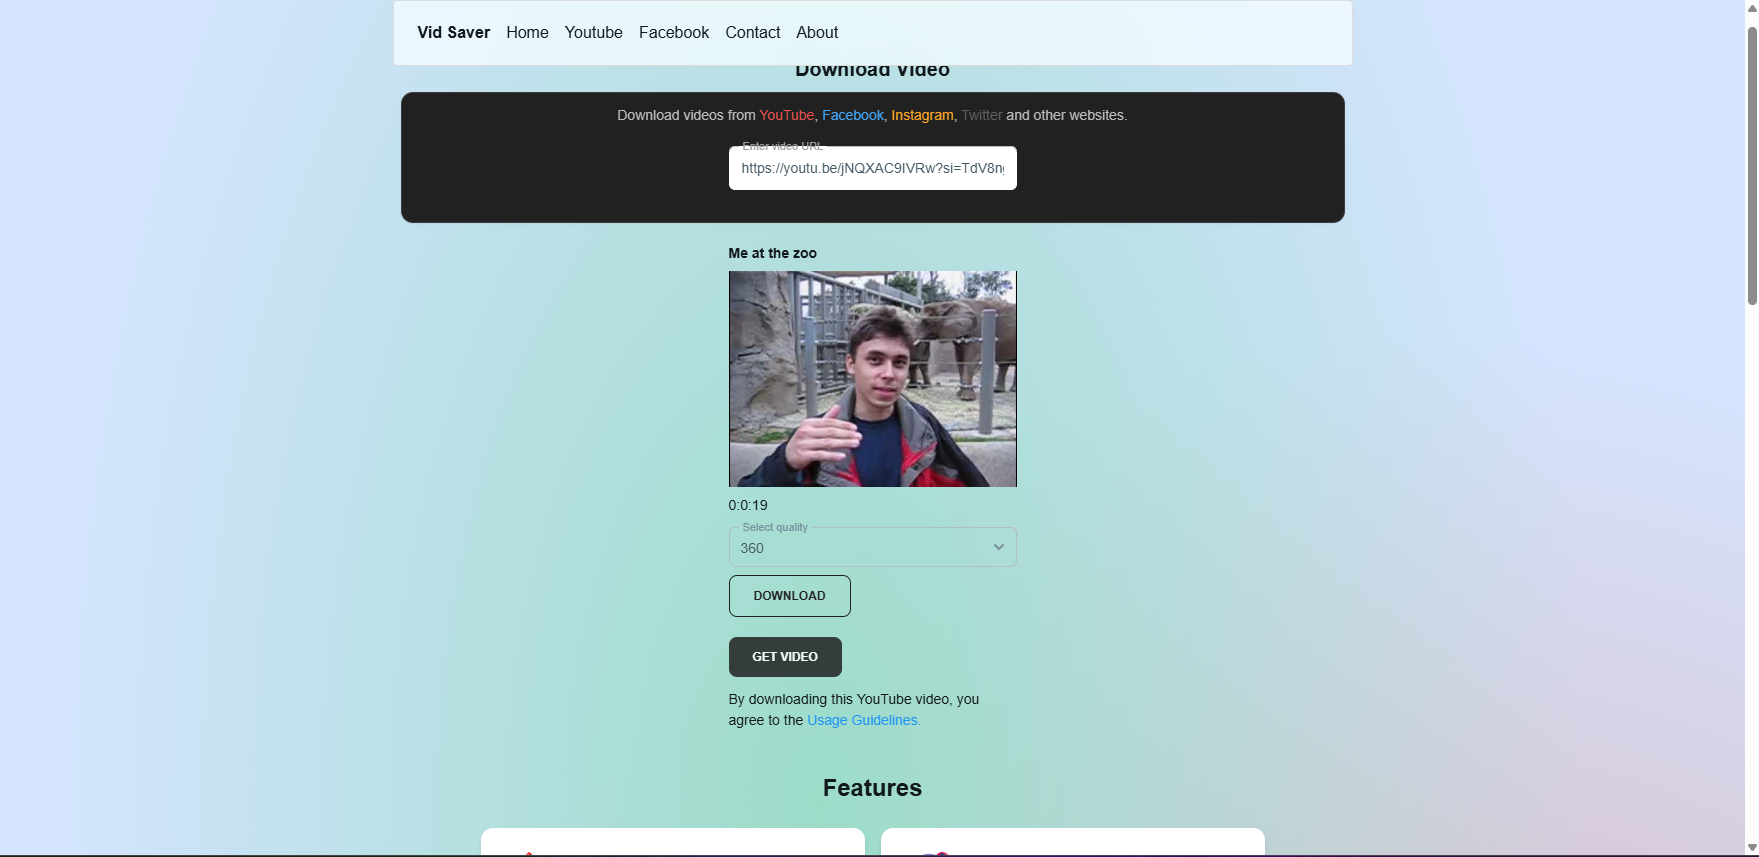 Vid Saver Home Youtube Facebook Contact About
Download Video
Download videos from YouTube, Facebook, Instagram, Twitter and other websites.
Enter video URL
https://youtu.be/jNQXAC9IVRw?si=TdV8n
Me at the zoo
0:0:19
Select quality
360
DOWNLOAD
GET VIDEO
By downloading this YouTube video, you
agree to the Usage Guidelines.
Features